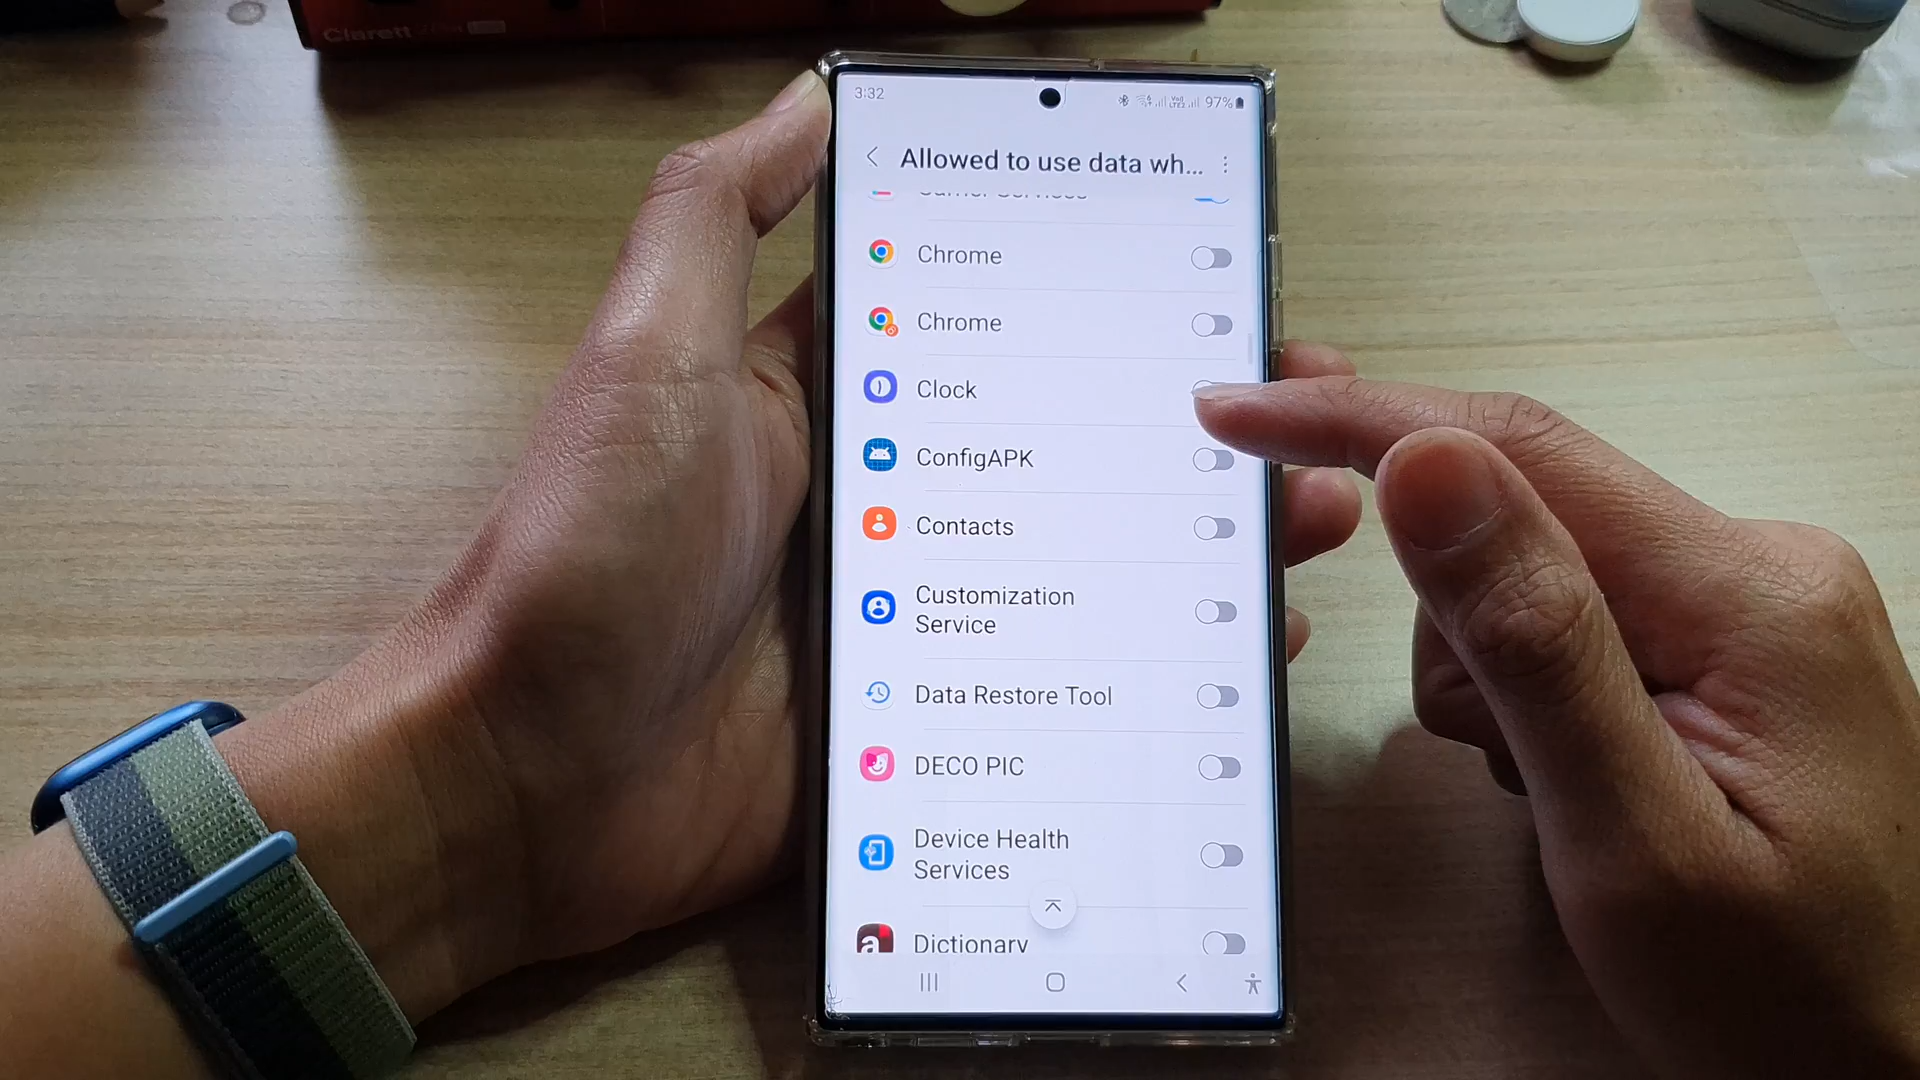 Clarett
3:32
97%
Allowed to use data wh...
Carrier Services
Chrome
Chrome
Clock
ConfigAPK
Contacts
Customization
Service
Data Restore Tool
DECO PIC
Device Health
Services
Dictionary